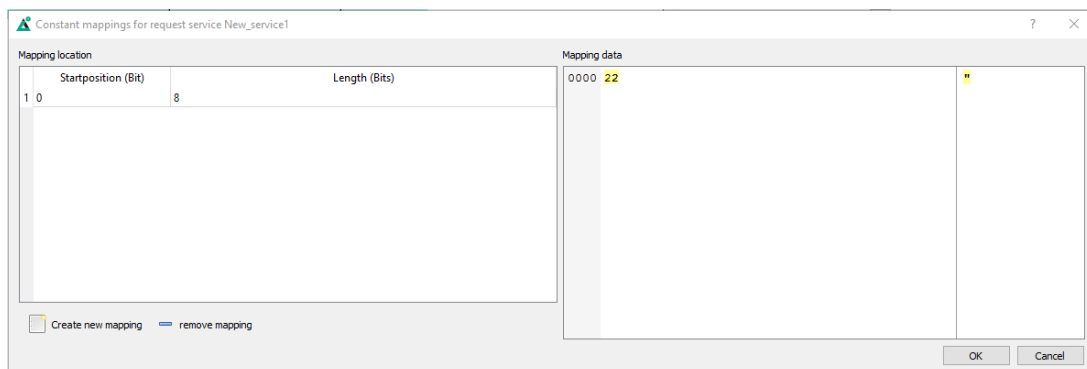 Constant mappings for request service New_service1
?
Mapping location
Mapping data
Startposition (Bit) Length (Bits)
1 0 8
0000 22 "
Create new mapping remove mapping
OK Cancel